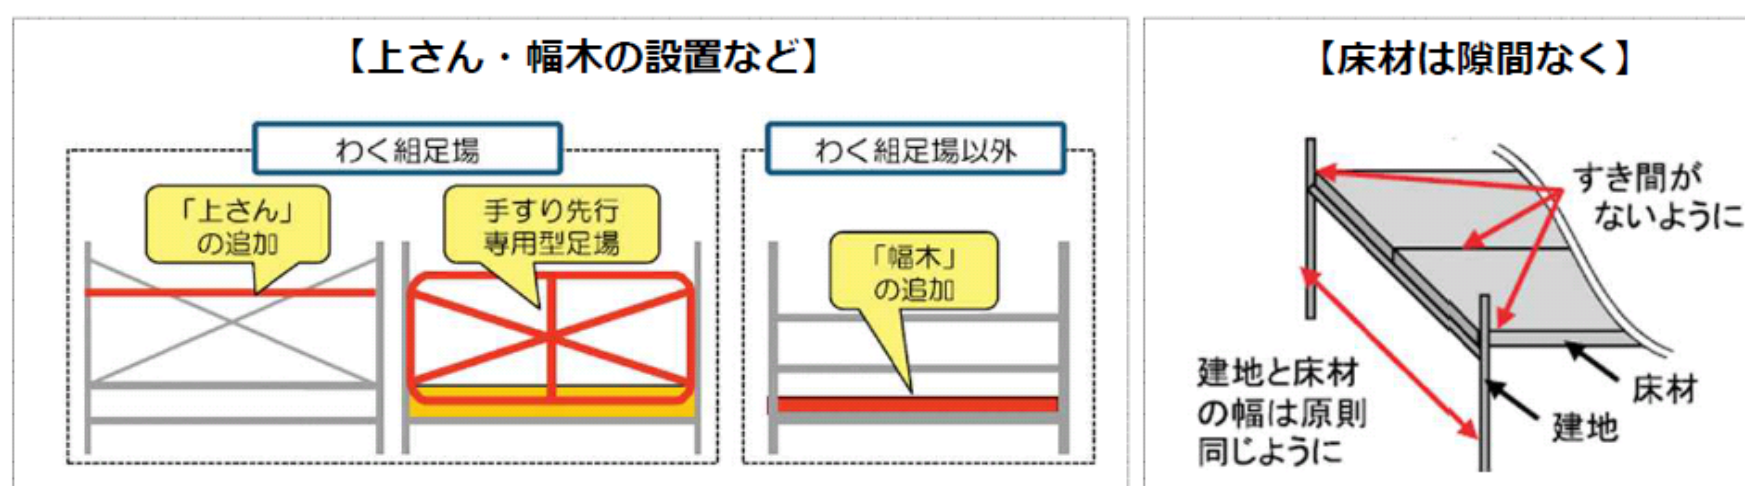 【上さん・幅木の設置など】
わく組足場
「上さん」
の追加
手すり先行
専用型足場
わく組足場以外
「幅木」
の追加
【床材は隙間なく】
すき間が
ないように
建地と床材
の幅は原則
同じように
床材
建地